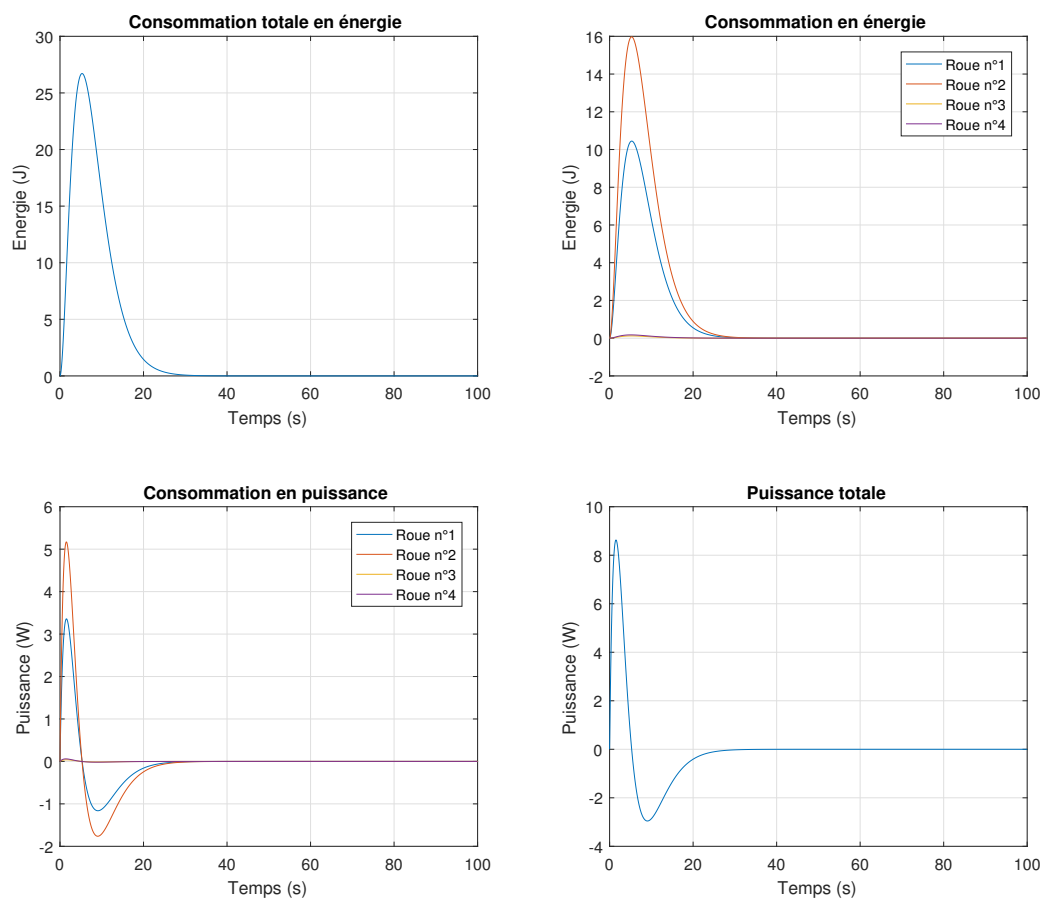 Consommation totale en énergie
30
25
20
15
10
5
0
Energie (J)
0 20 40 60 80 100
Temps (s)
Consommation en énergie
16
14
12
10
8
6
4
2
0
-2
Energie (J)
Roue n°1
Roue n°2
Roue n°3
Roue n°4
0 20 40 60 80 100
Temps (s)
Consommation en puissance
6
5
4
3
2
1
0
-1
-2
Puissance (W)
Roue n°1
Roue n°2
Roue n°3
Roue n°4
0 20 40 60 80 100
Temps (s)
Puissance totale
10
8
6
4
2
0
-2
-4
Puissance (W)
0 20 40 60 80 100
Temps (s)